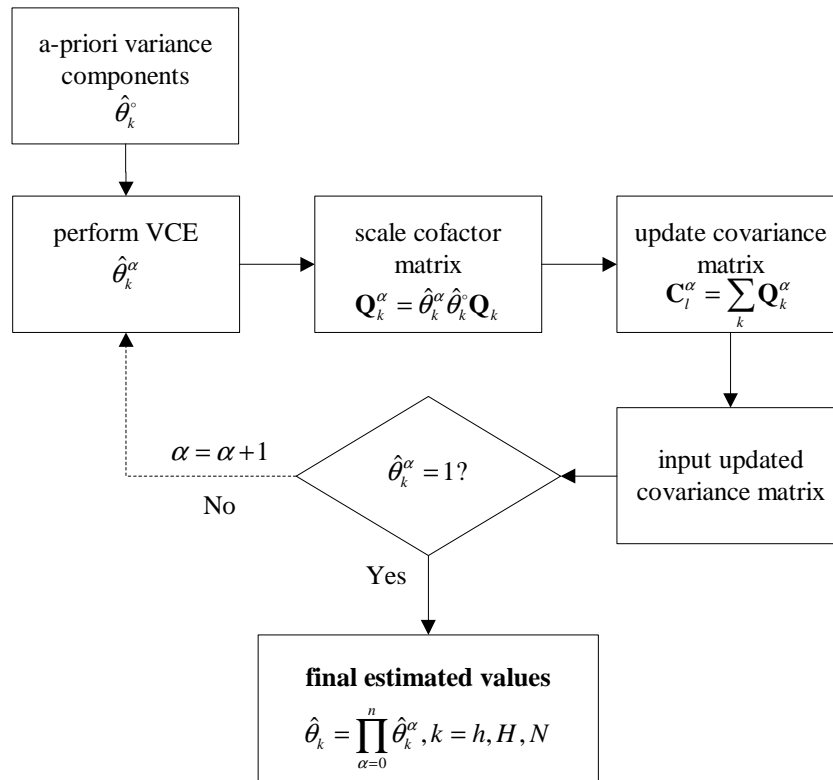 a-priori variance
components
θ̂ₖ°
perform VCE
θ̂ₖ^α
scale cofactor
matrix
Qₖ^α = θ̂ₖ^α θ̂ₖ° Qₖ
update covariance
matrix
C_l^α = ∑ₖ Qₖ^α
input updated
covariance matrix
θ̂ₖ^α = 1?
α = α + 1
No
Yes
final estimated values
θ̂ₖ = ∏_{α=0}^{n} θ̂ₖ^α, k = h, H, N